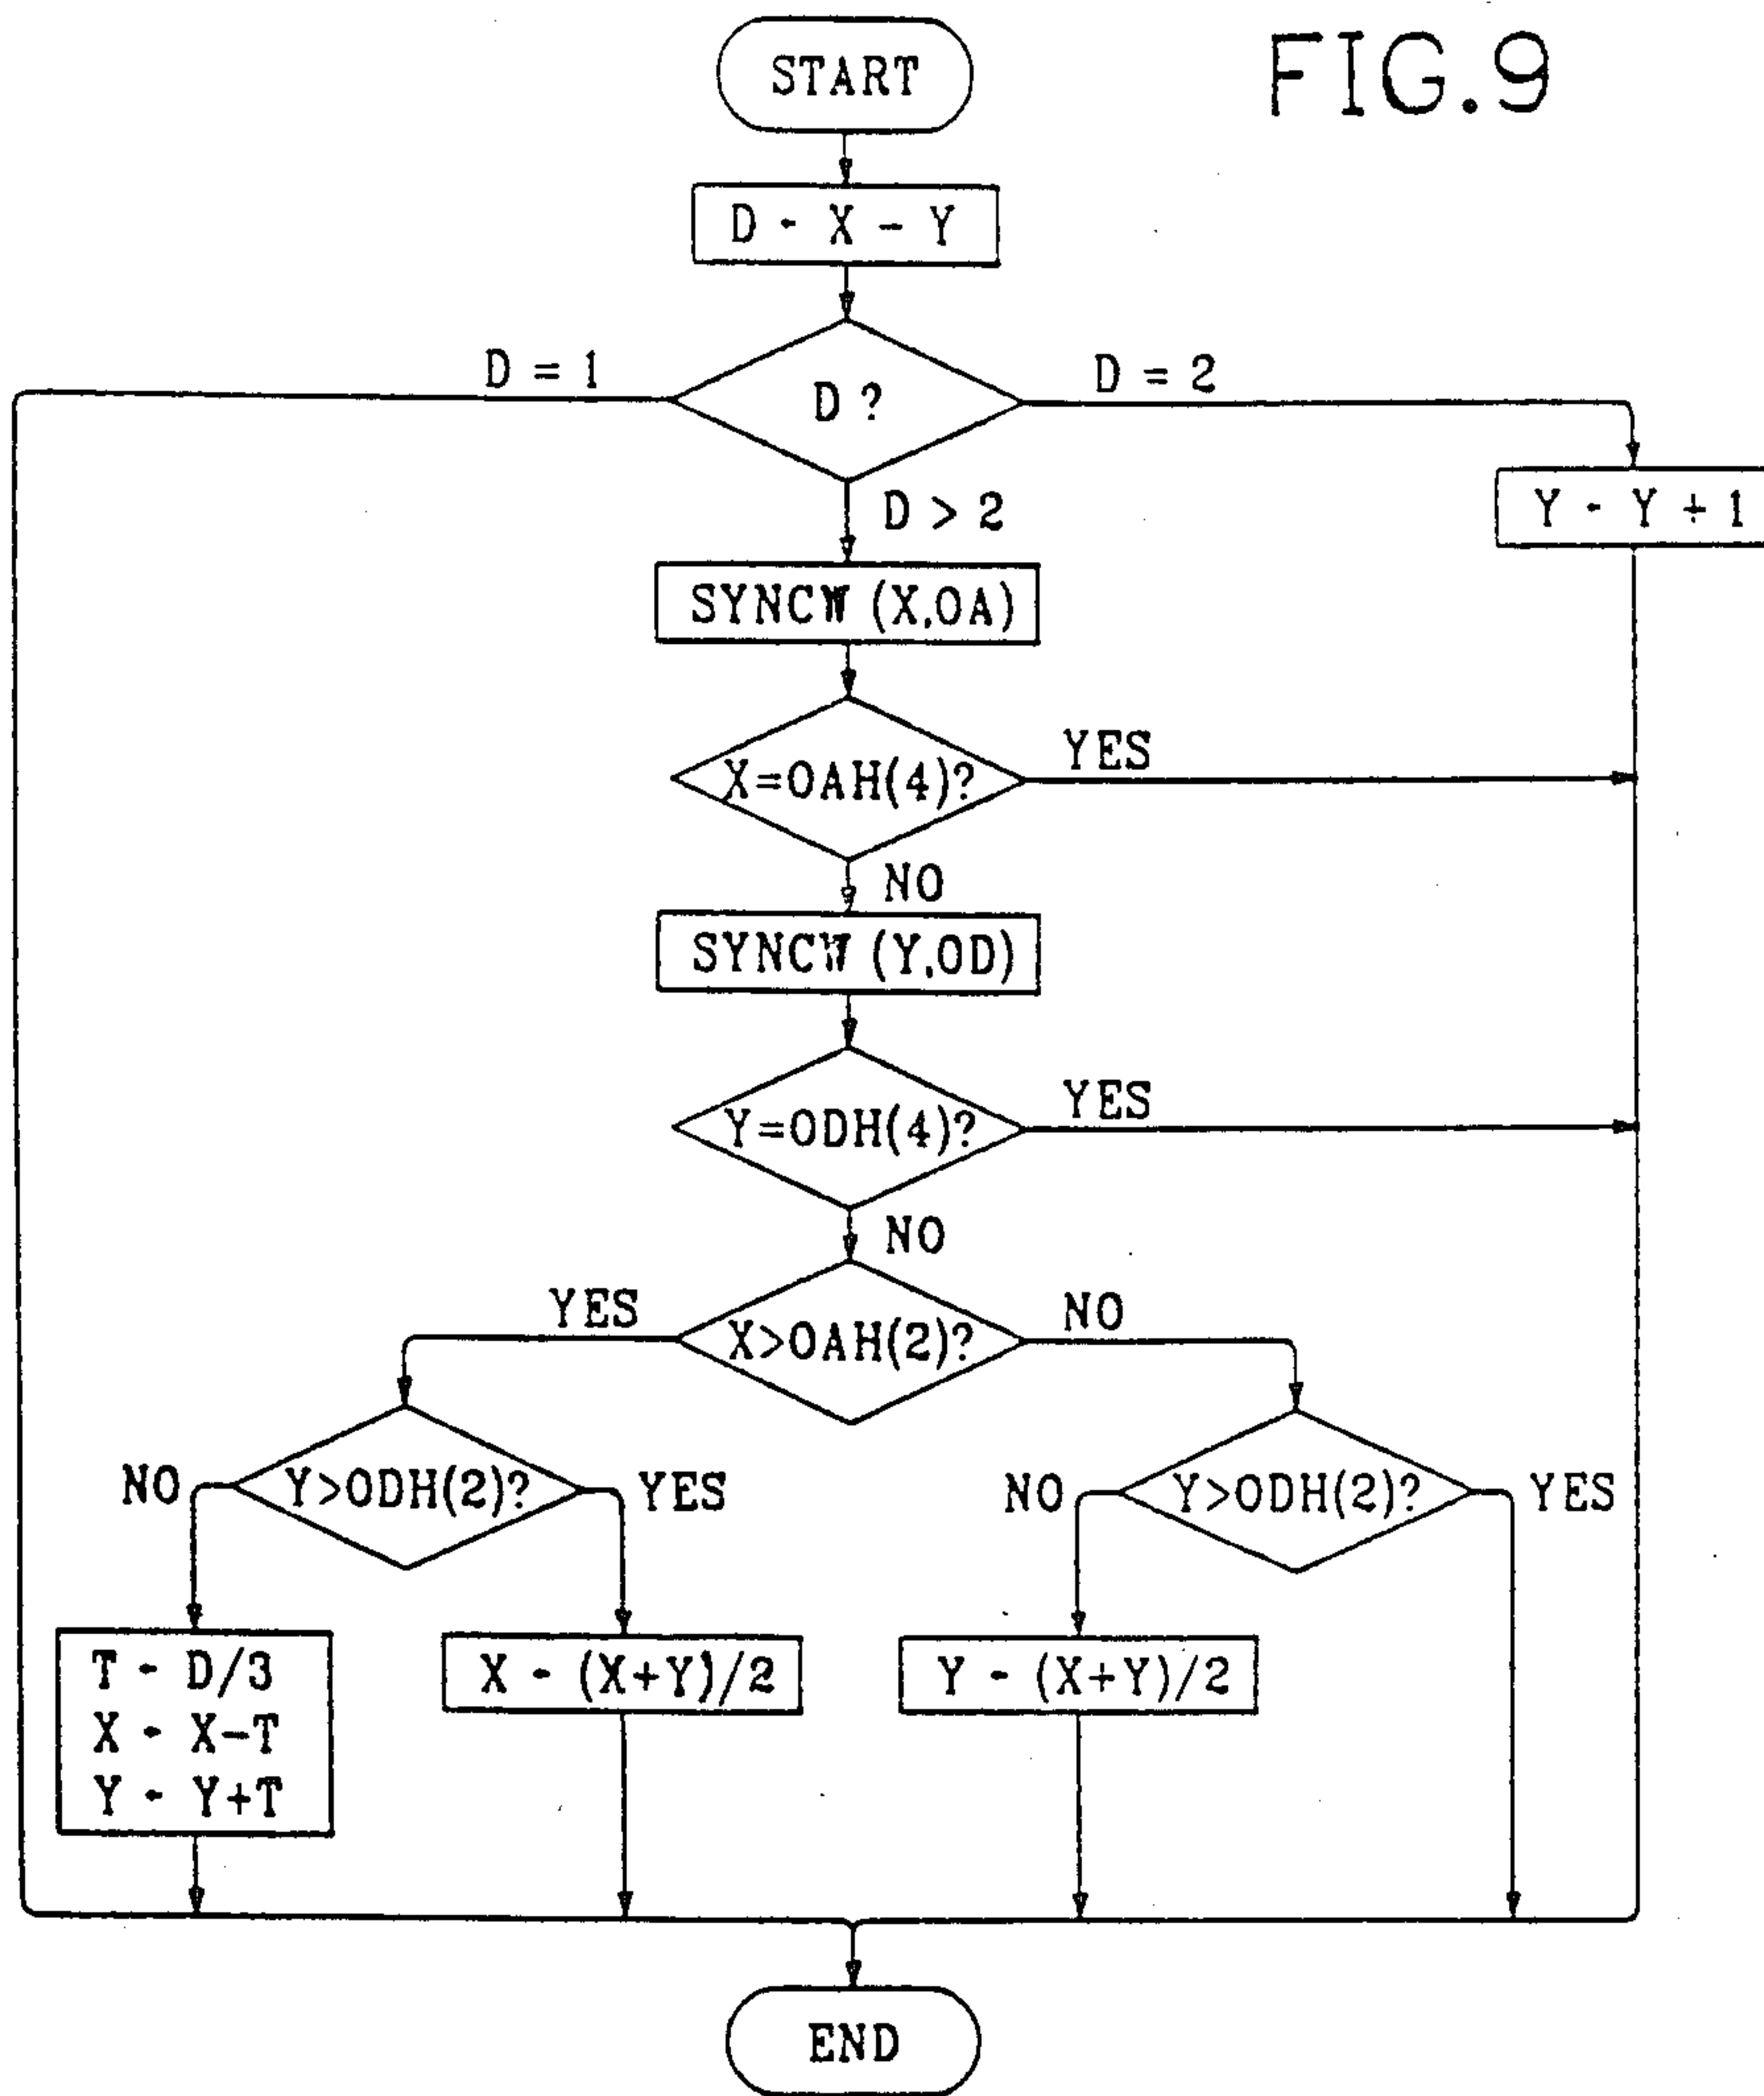 FIG.9
START
D ← X - Y
D = 1
D ?
D = 2
D > 2
Y ← Y + 1
SYNCW (X,OA)
X=OAH(4)?
YES
NO
SYNCW (Y,OD)
Y=ODH(4)?
YES
NO
YES
X>OAH(2)?
NO
NO
Y>ODH(2)?
YES
NO
Y>ODH(2)?
YES
T ← D/3
X ← X-T
Y ← Y+T
X ← (X+Y)/2
Y ← (X+Y)/2
END